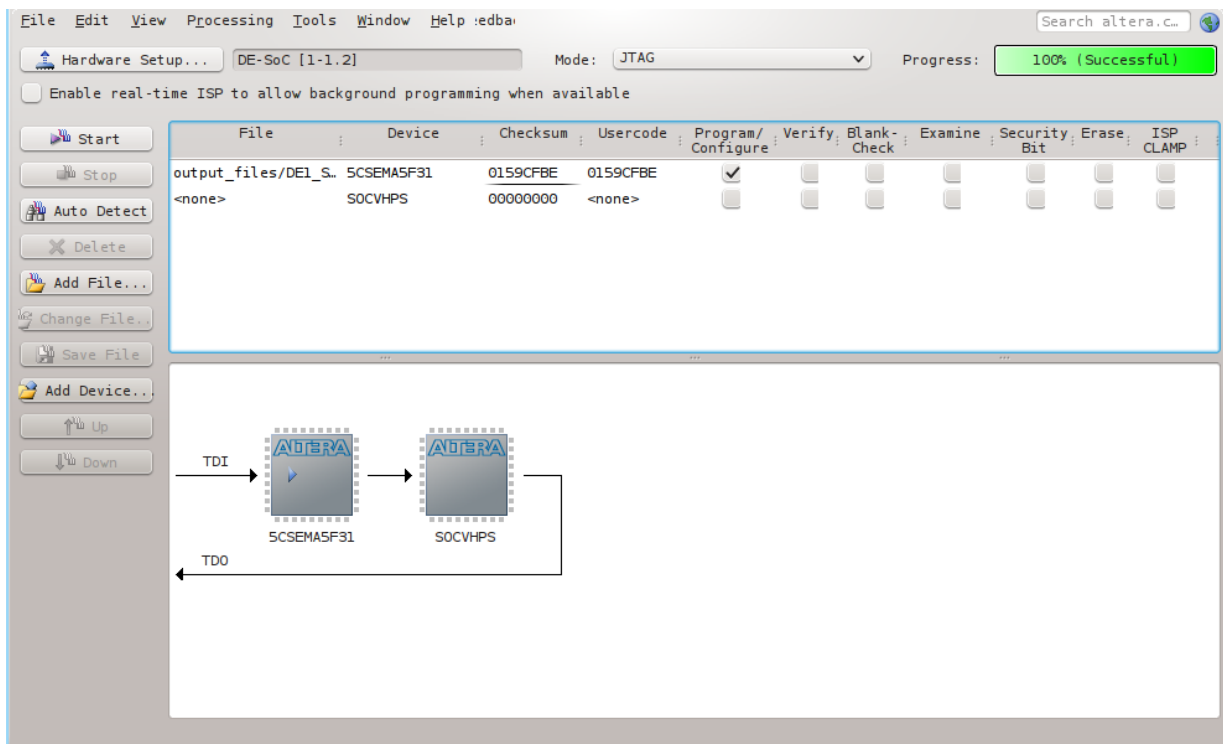 File Edit View Processing Tools Window Help Search altera.c…
Hardware Setup... DE-SoC [1-1.2] Mode: JTAG Progress: 100% (Successful)
Enable real-time ISP to allow background programming when available
Start
Stop
Auto Detect
Delete
Add File...
Change File..
Save File
Add Device..
Up
Down
File Device Checksum Usercode Program/Configure Verify Blank-Check Examine Security Bit Erase ISP CLAMP
output_files/DE1_S… 5CSEMA5F31 0159CFBE 0159CFBE
<none> SOCVHPS 00000000 <none>
ALTERA ALTERA
TDI
5CSEMA5F31 SOCVHPS
TDO